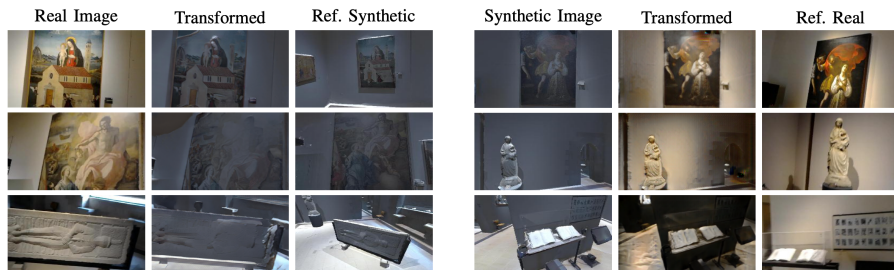 Real Image
Transformed
Ref. Synthetic
Synthetic Image
Transformed
Ref. Real